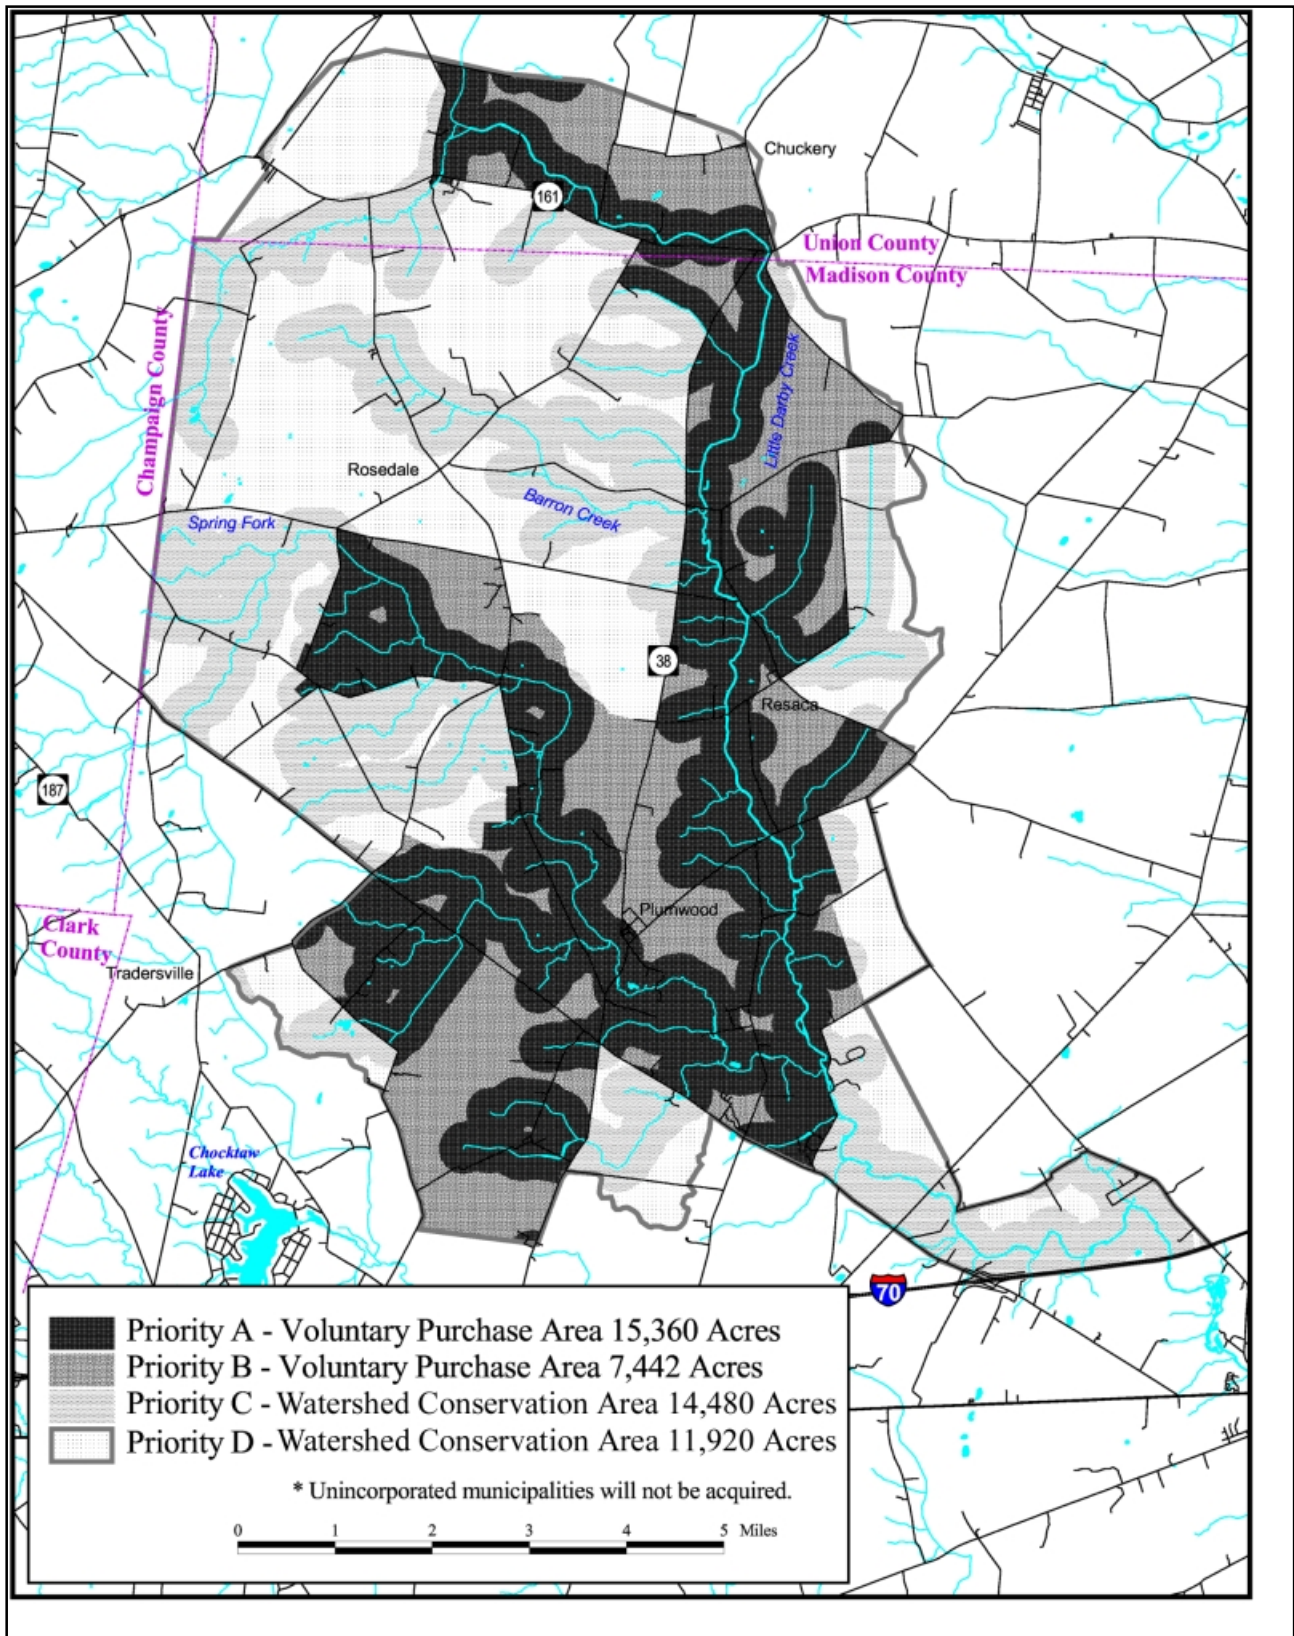 Chuckery
161
Union County
Madison County
Champaign County
Little Darby Creek
Rosedale
Barron Creek
Spring Fork
38
Resaca
187
Plumwood
Clark
County
Tradersville
Chocktaw
Lake
70
Priority A - Voluntary Purchase Area 15,360 Acres
Priority B - Voluntary Purchase Area 7,442 Acres
Priority C - Watershed Conservation Area 14,480 Acres
Priority D - Watershed Conservation Area 11,920 Acres
* Unincorporated municipalities will not be acquired.
0 1 2 3 4 5 Miles